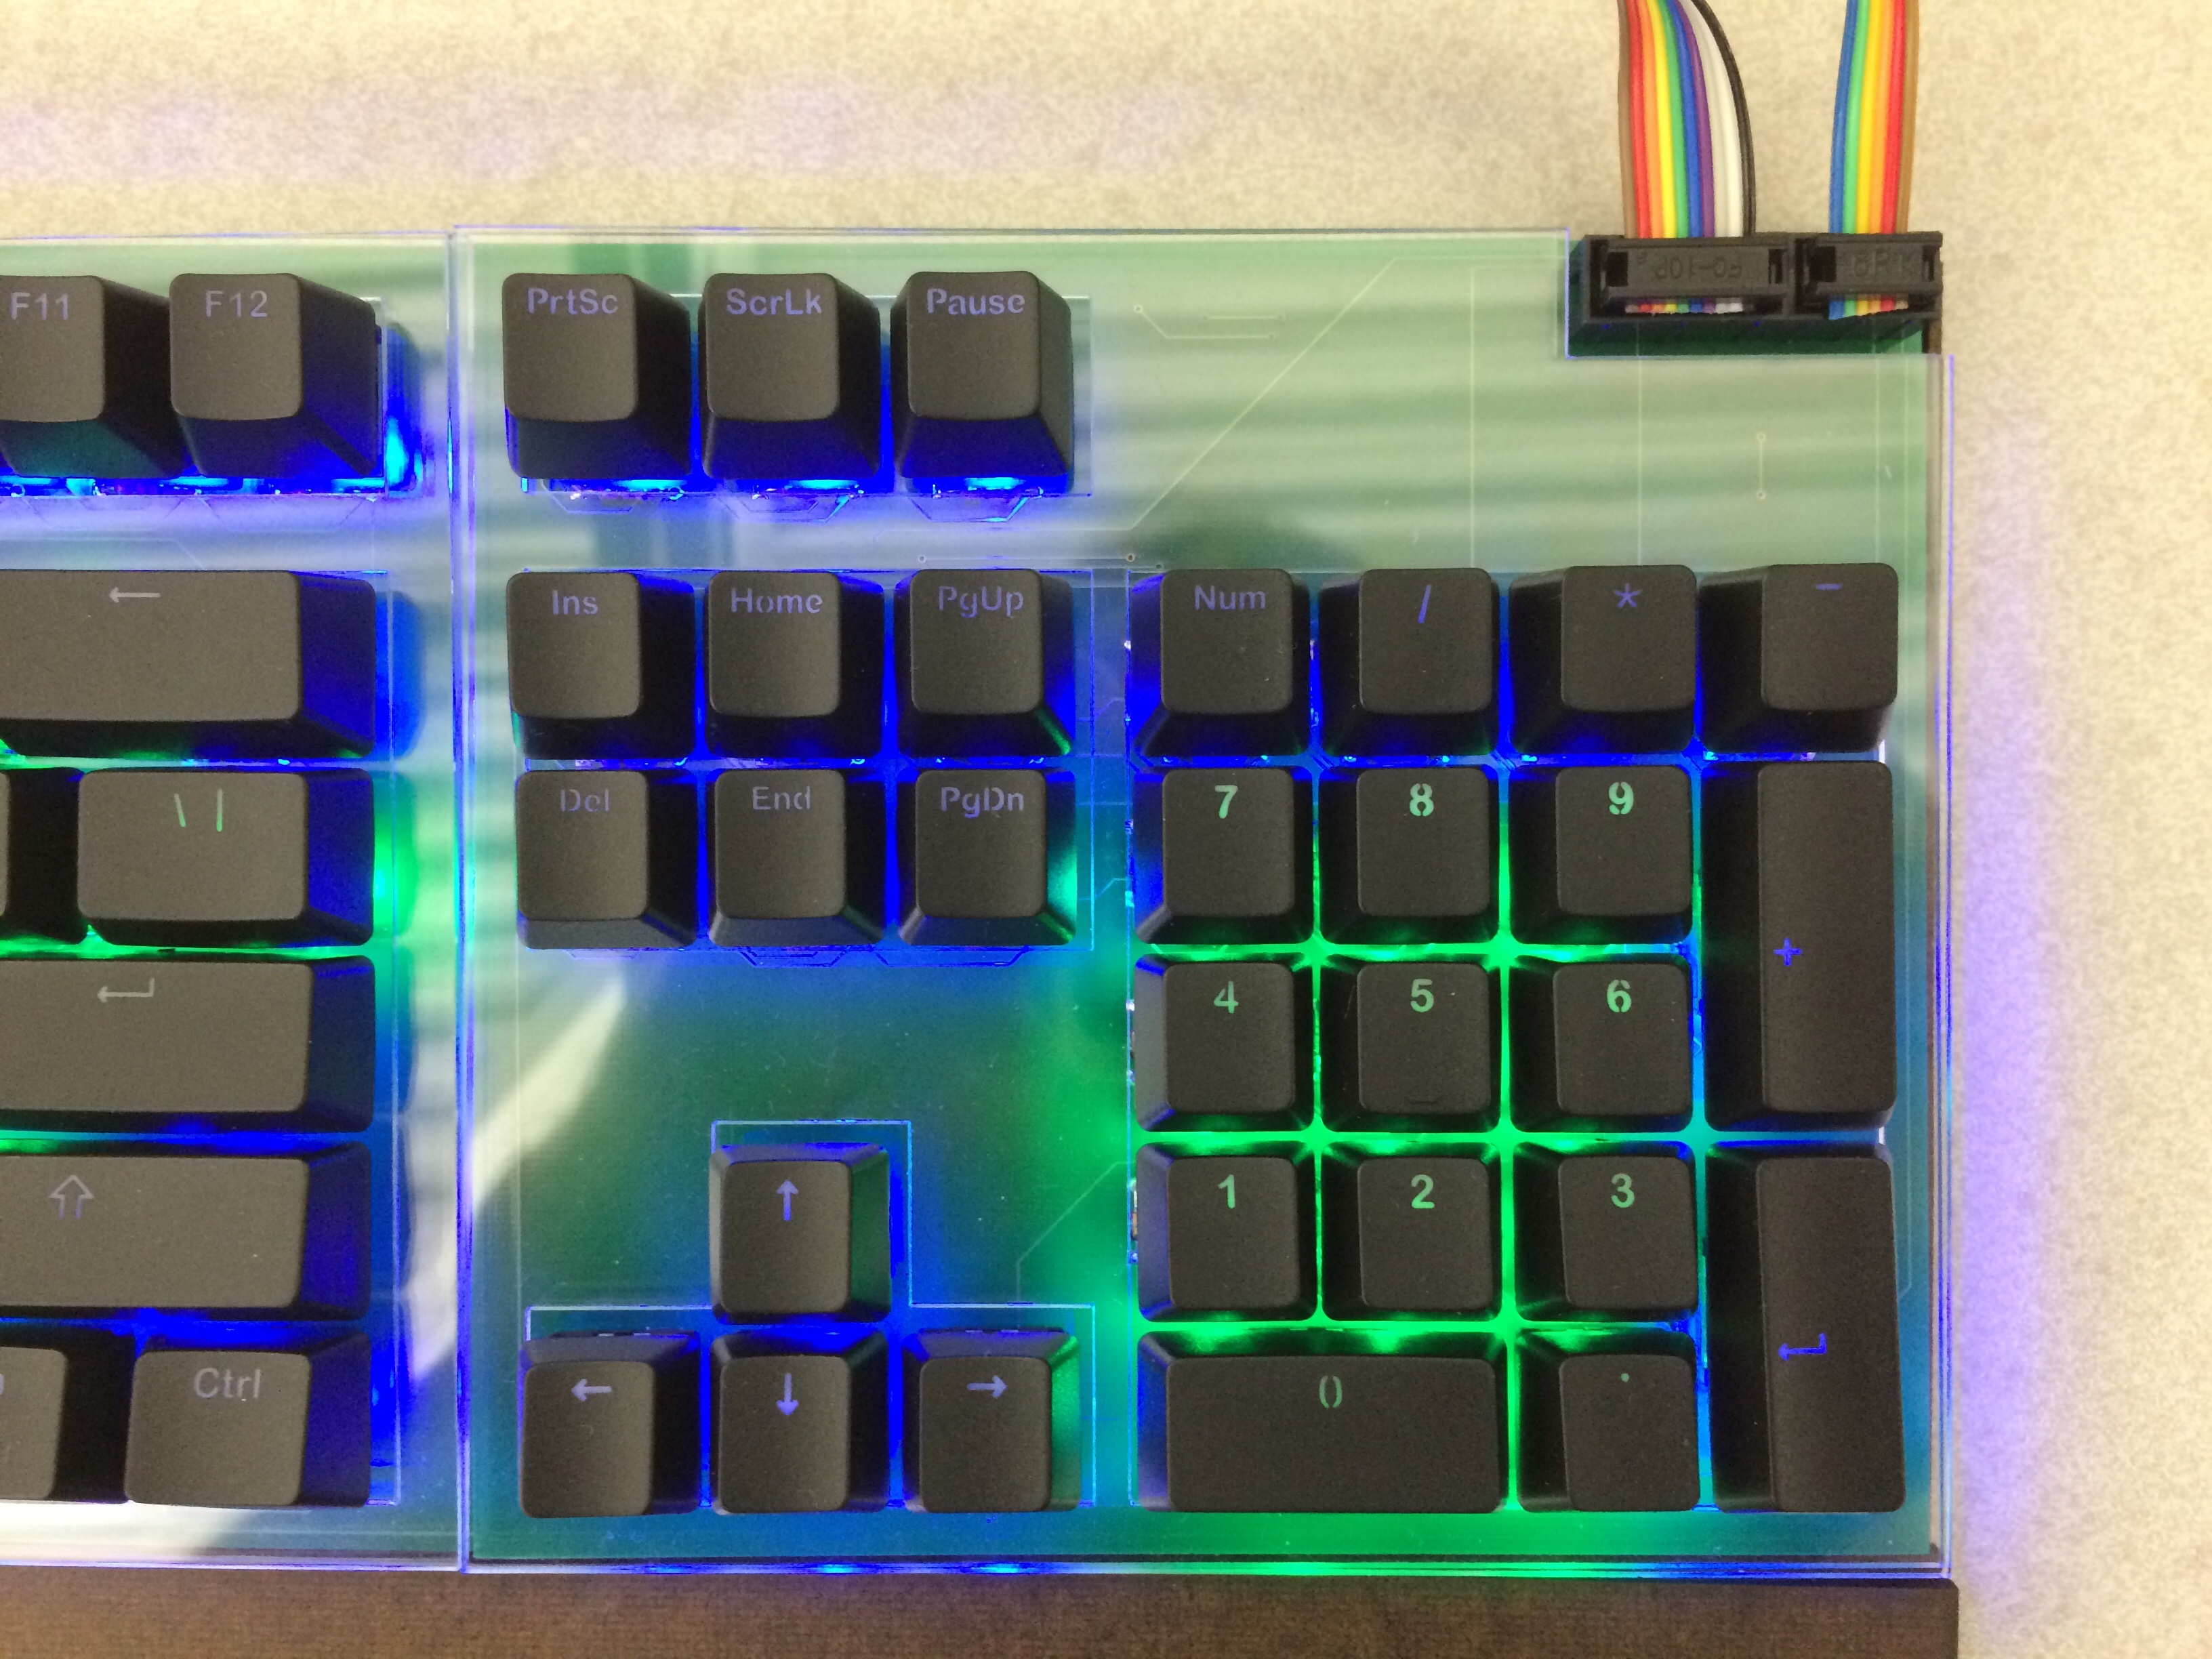 F11 F12 PrtSc ScrLk Pause
← Ins Home PgUp Num / * -
\ | Del End PgDn 7 8 9 +
↵ 4 5 6
⇧ ↑ 1 2 3 ↵
Ctrl ← ↓ → 0 .